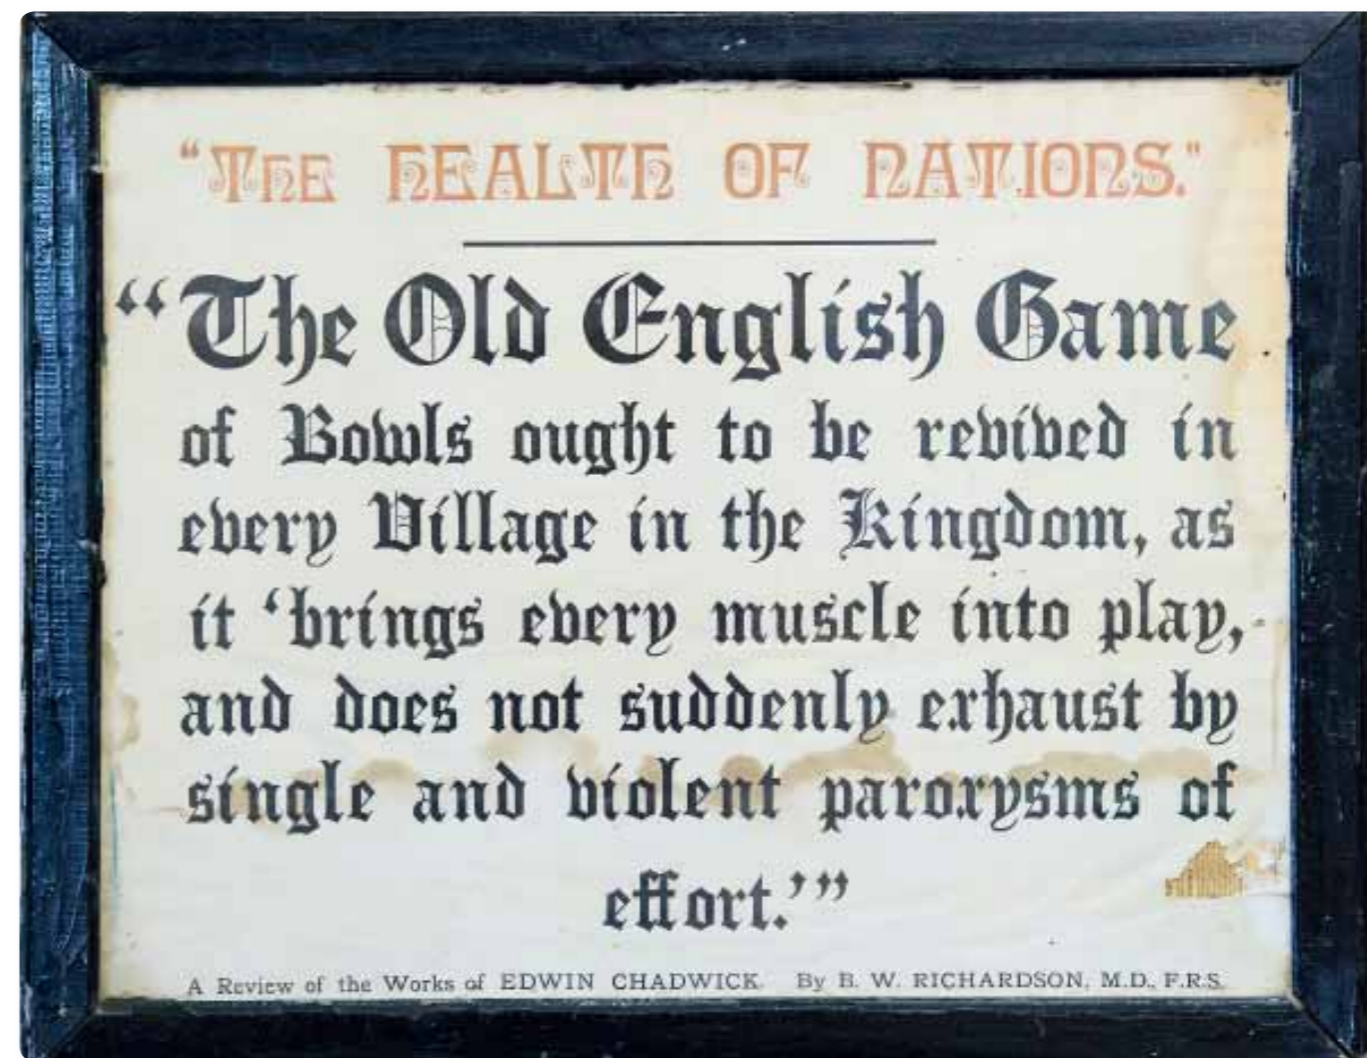 "THE HEALTH OF NATIONS."
“The Old English Game
of Bowls ought to be revived in
every Village in the Kingdom, as
it ‘brings every muscle into play,
and does not suddenly exhaust by
single and violent paroxysms of
effort.’”
A Review of the Works of EDWIN CHADWICK. By B. W. RICHARDSON, M.D., F.R.S.